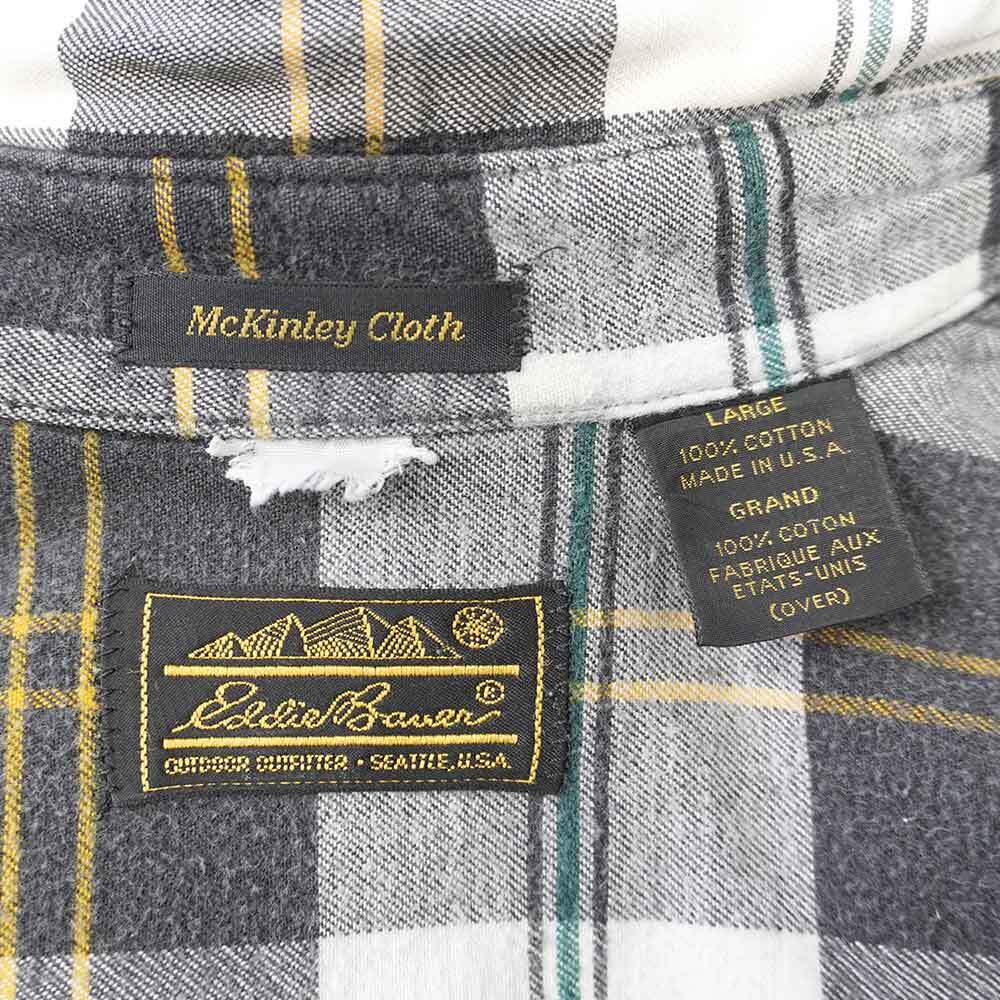 McKinley Cloth
LARGE
100% COTTON
MADE IN U.S.A.
GRAND
100% COTON
FABRIQUE AUX
ETATS-UNIS
(OVER)
Eddie Bauer ®
OUTDOOR OUTFITTER • SEATTLE, U.S.A.